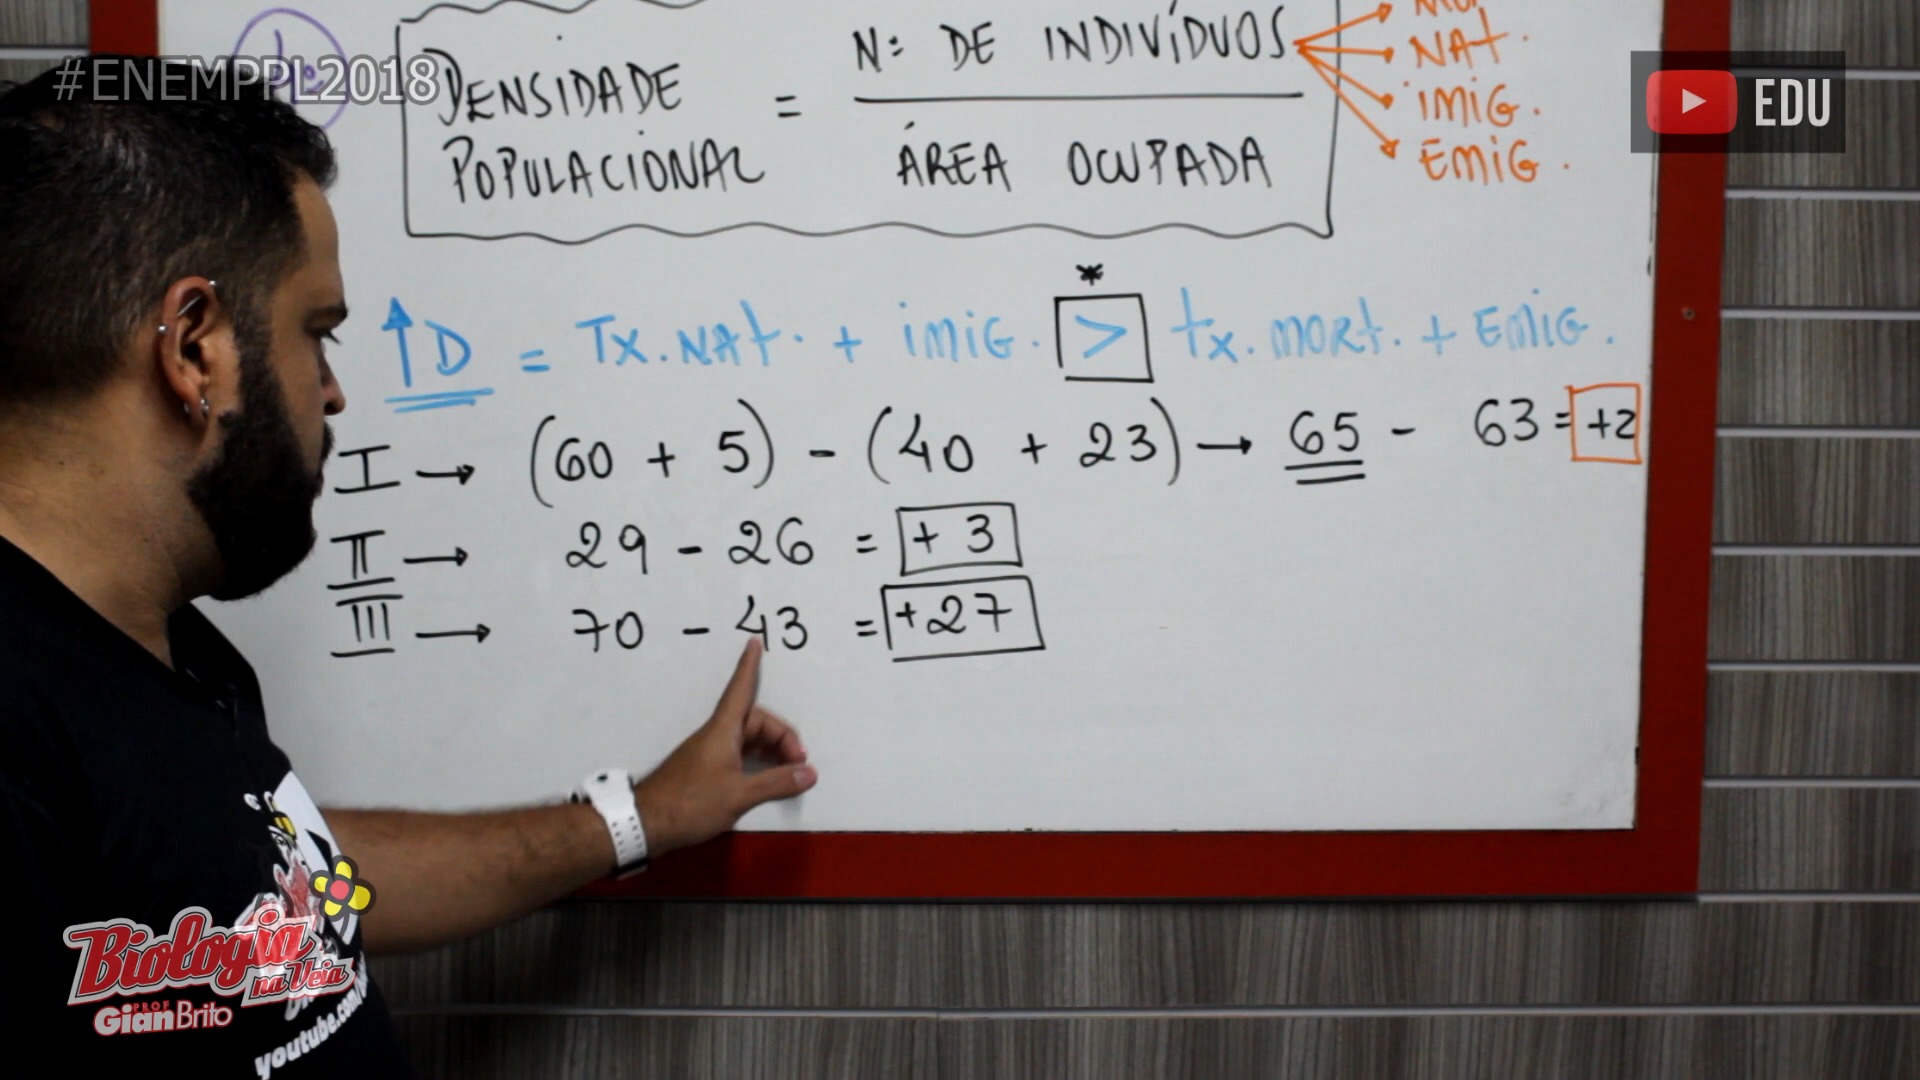 #ENEMPPL2018
EDU
DENSIDADE POPULACIONAL = Nº DE INDIVÍDUOS
ÁREA OCUPADA
NAT.
IMIG.
EMIG.
*
↑D = Tx. NAT. + IMIG. > tx. MORT. + EMIG.
I → (60 + 5) - (40 + 23) → 65 - 63 = +2
II → 29 - 26 = + 3
III → 70 - 43 = +27
Biologia
na Veia
PROF
Gian Brito
youtube.com/